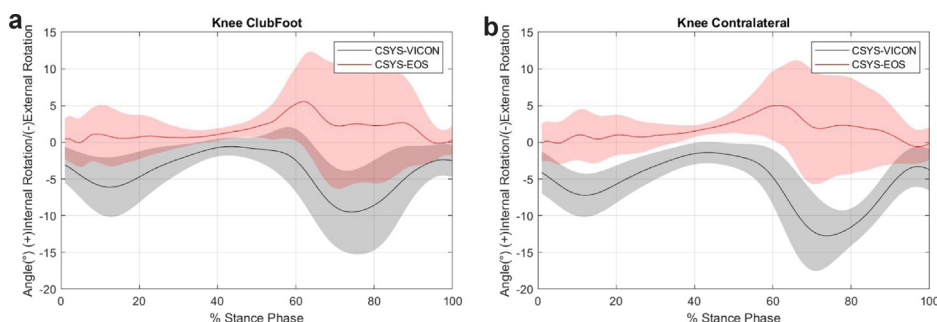 a
Knee ClubFoot
Angle(°) (+)Internal Rotation/(-)External Rotation
15
10
5
0
-5
-10
-15
-20
CSYS-VICON
CSYS-EOS
0 20 40 60 80 100
% Stance Phase
b
Knee Contralateral
Angle(°) (+)Internal Rotation/(-)External Rotation
15
10
5
0
-5
-10
-15
-20
CSYS-VICON
CSYS-EOS
0 20 40 60 80 100
% Stance Phase